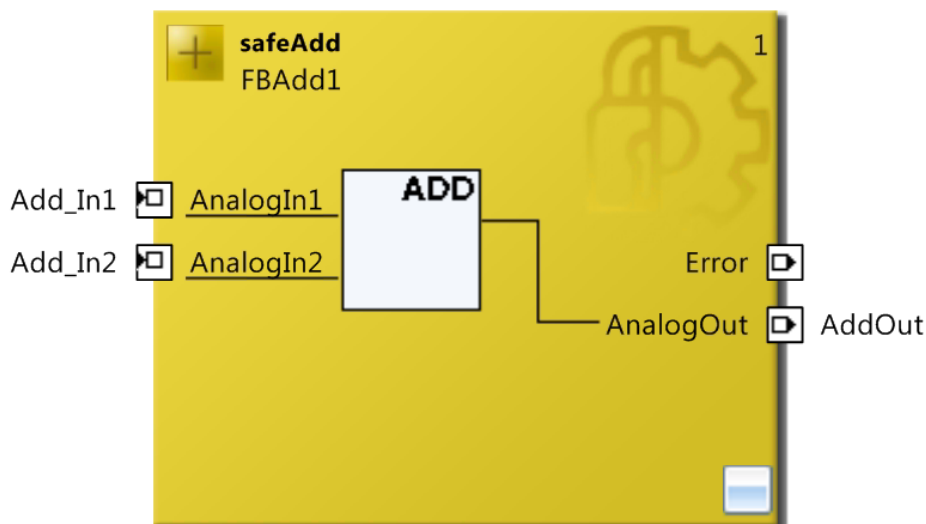 safeAdd
1
FBAdd1
Add_In1
AnalogIn1
ADD
Add_In2
AnalogIn2
Error
AnalogOut
AddOut